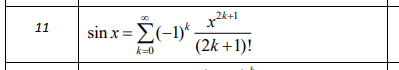 11 sin x = ∑_{k=0}^{∞} (-1)^k x^{2k+1} / (2k+1)!